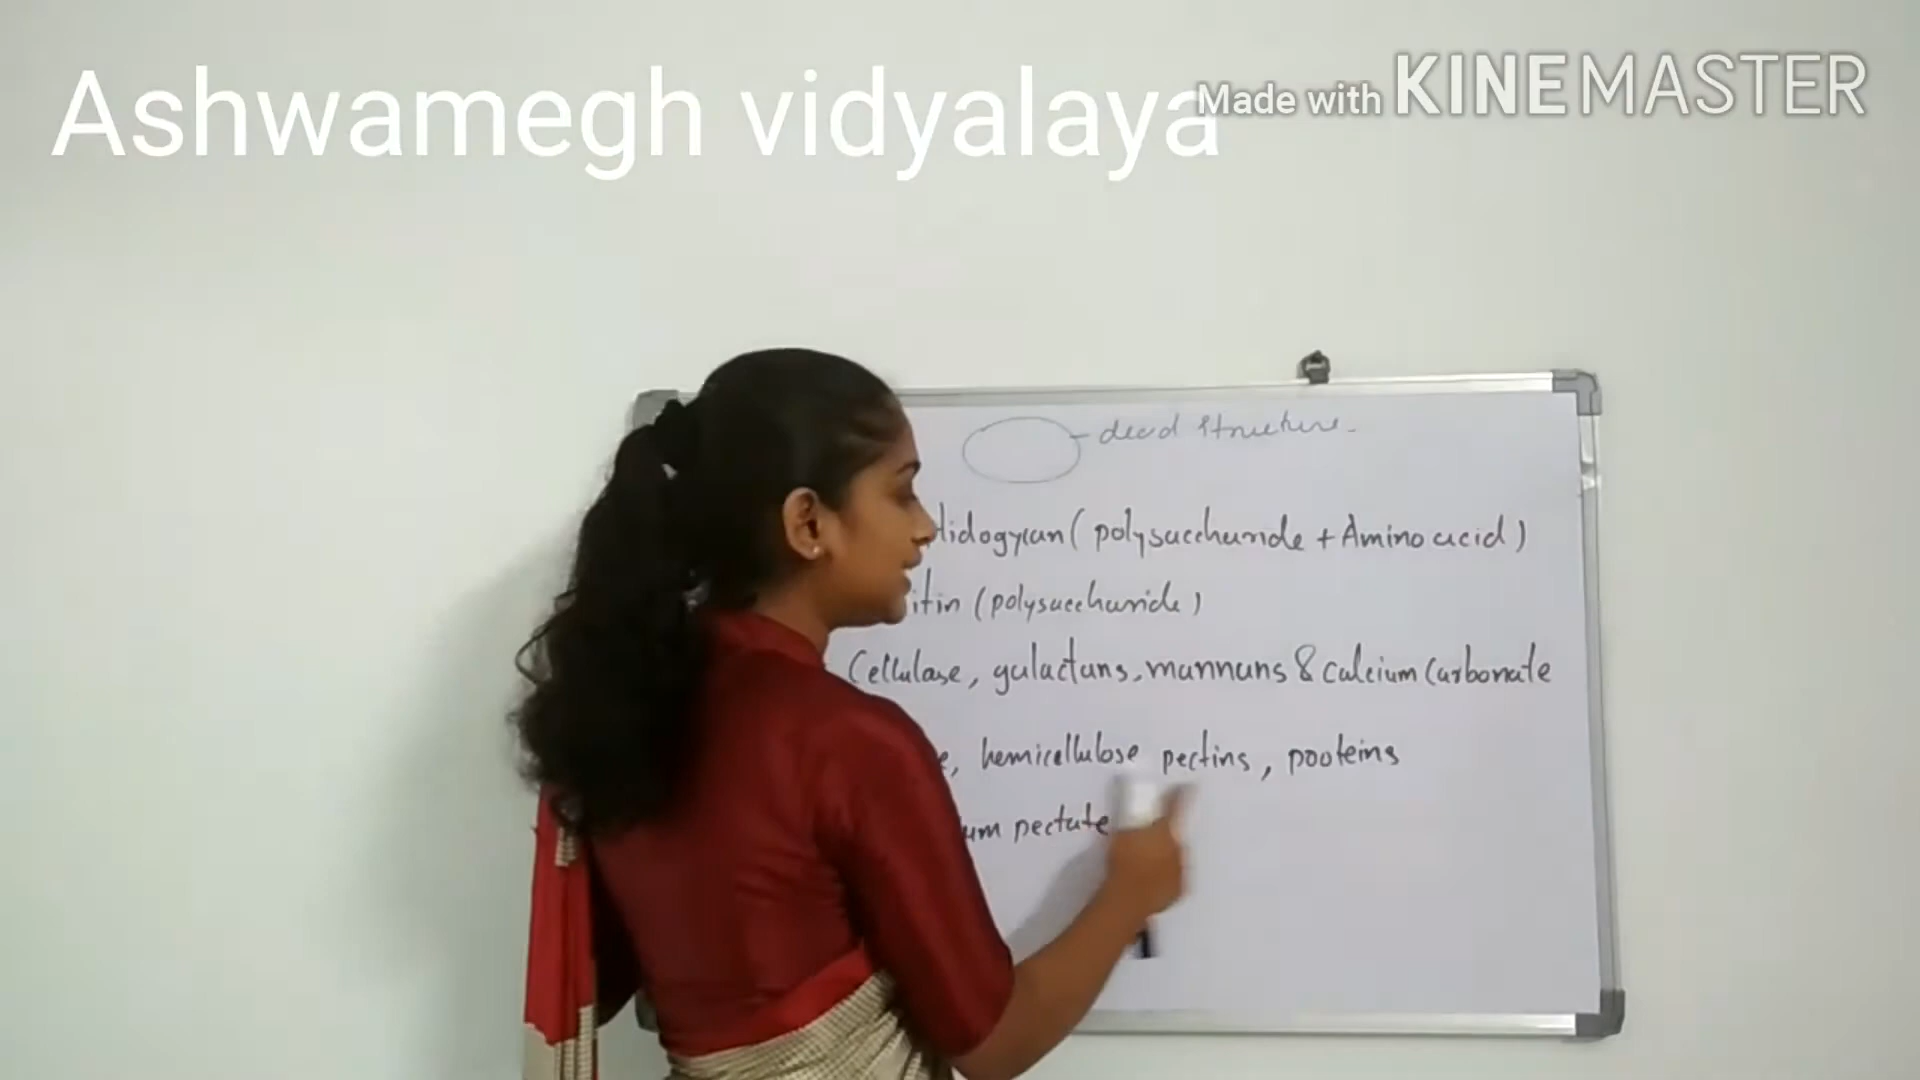 Ashwamegh vidyalaya
Made with KINEMASTER
dead structure-
tidogycan (polysaccharide + Amino acid)
itin (polysaccharide)
Cellulase, galactans, mannans & calcium carbonate
e, hemicellulose pectins, pooteins
um pectate